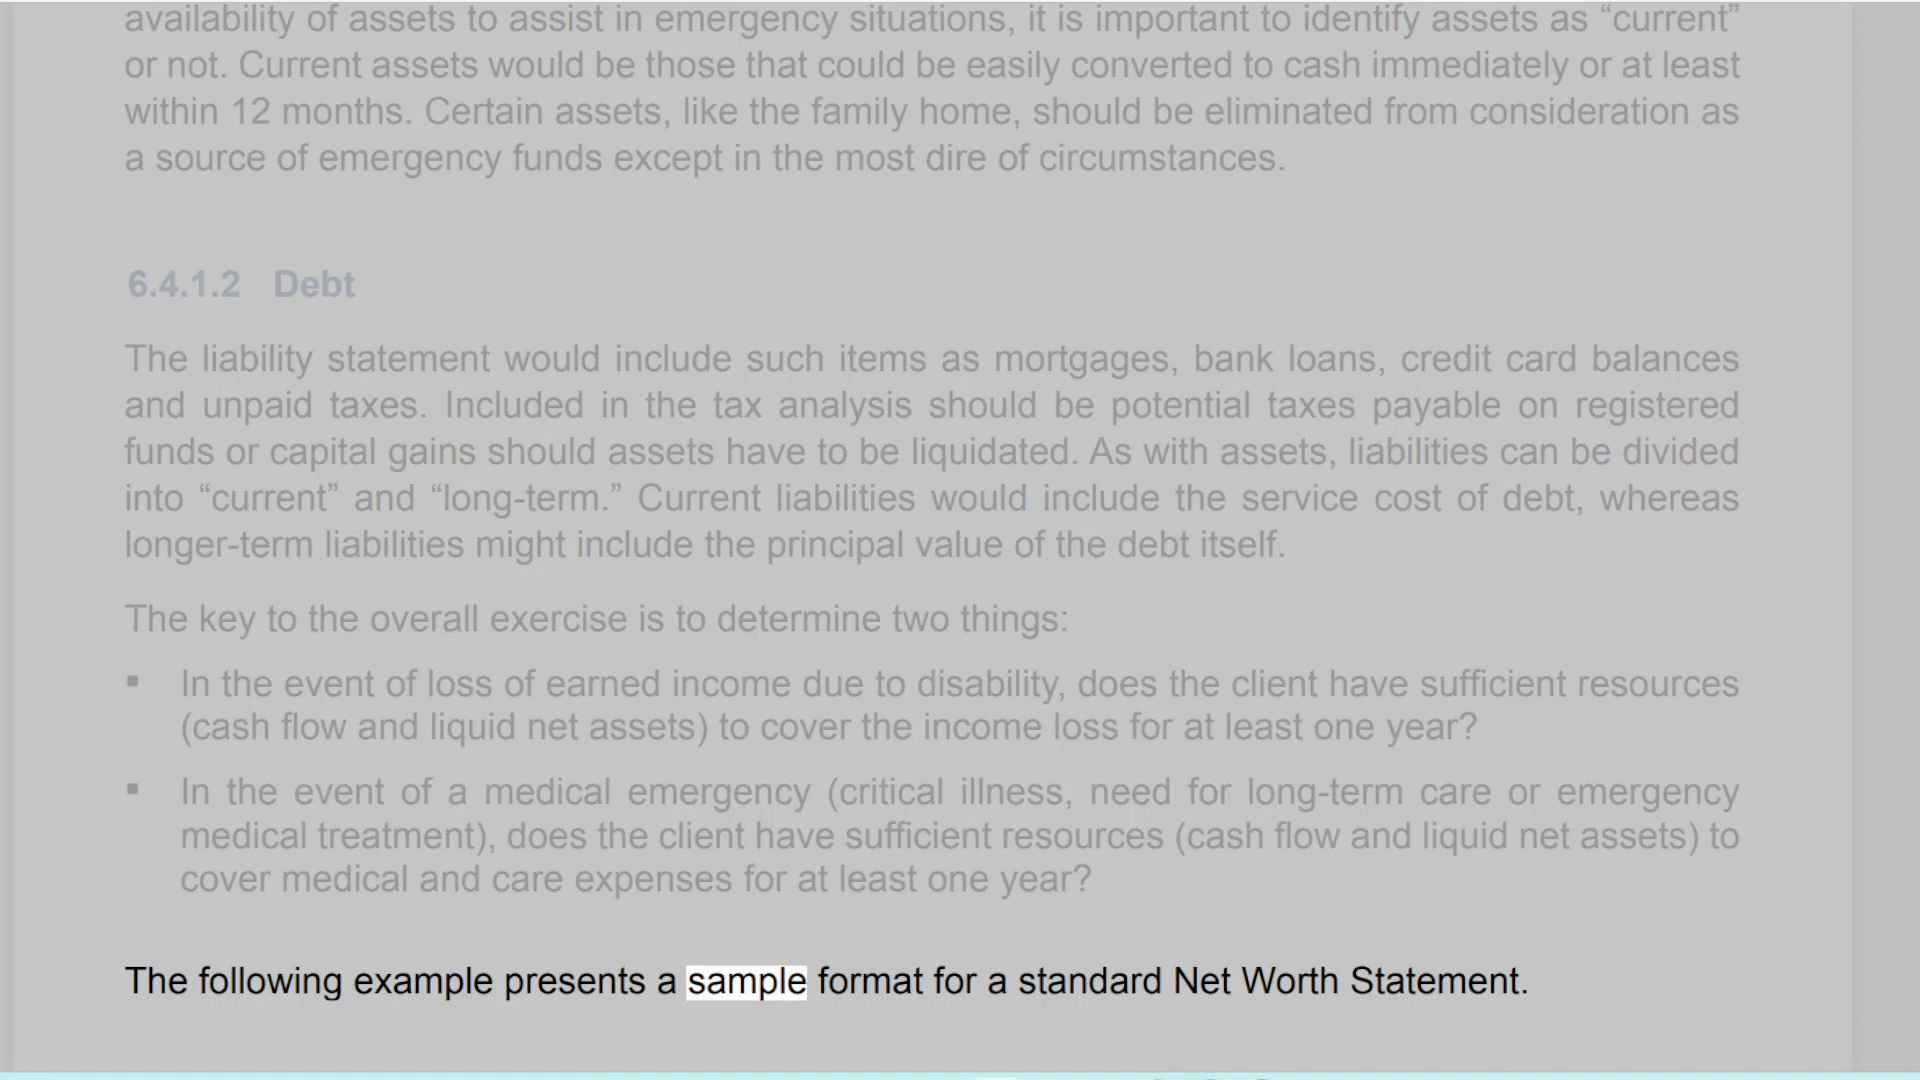 availability of assets to assist in emergency situations, it is important to identify assets as “current”
or not. Current assets would be those that could be easily converted to cash immediately or at least
within 12 months. Certain assets, like the family home, should be eliminated from consideration as
a source of emergency funds except in the most dire of circumstances.
6.4.1.2 Debt
The liability statement would include such items as mortgages, bank loans, credit card balances
and unpaid taxes. Included in the tax analysis should be potential taxes payable on registered
funds or capital gains should assets have to be liquidated. As with assets, liabilities can be divided
into “current” and “long-term.” Current liabilities would include the service cost of debt, whereas
longer-term liabilities might include the principal value of the debt itself.
The key to the overall exercise is to determine two things:
▪ In the event of loss of earned income due to disability, does the client have sufficient resources
(cash flow and liquid net assets) to cover the income loss for at least one year?
▪ In the event of a medical emergency (critical illness, need for long-term care or emergency
medical treatment), does the client have sufficient resources (cash flow and liquid net assets) to
cover medical and care expenses for at least one year?
The following example presents a sample format for a standard Net Worth Statement.